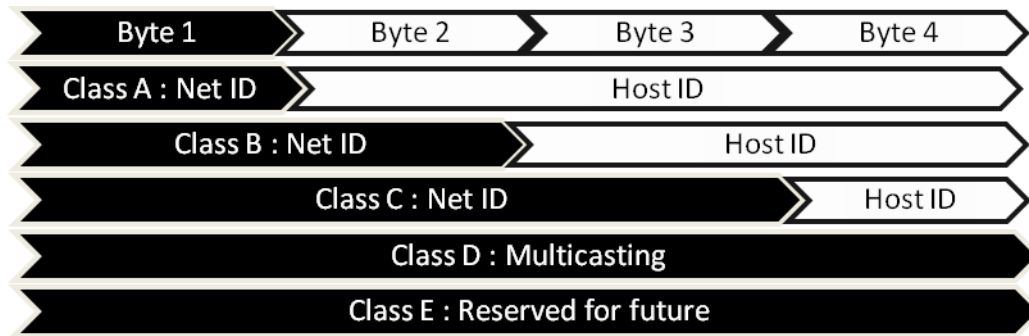 Byte 1 Byte 2 Byte 3 Byte 4
Class A : Net ID Host ID
Class B : Net ID Host ID
Class C : Net ID Host ID
Class D : Multicasting
Class E : Reserved for future